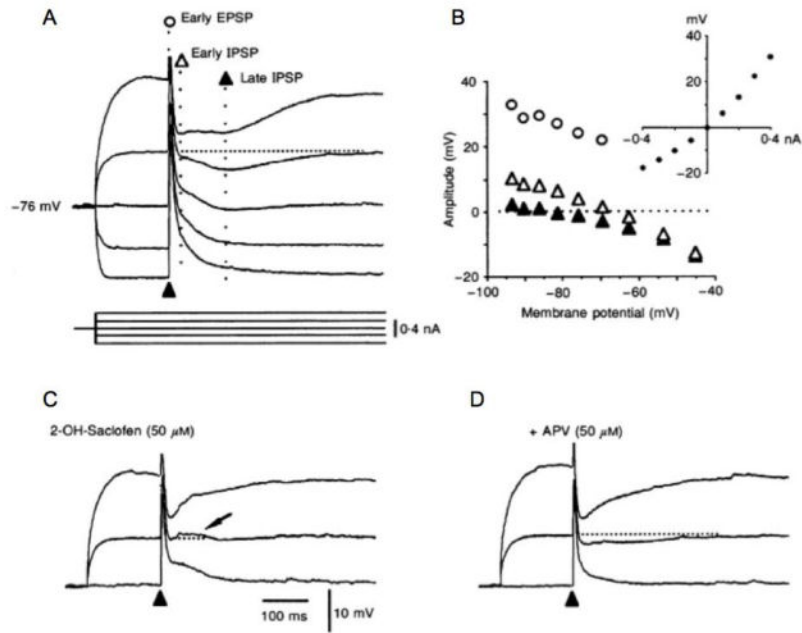 A
Early EPSP
Early IPSP
Late IPSP
−76 mV
0·4 nA
B
mV
40
20
−0·4
0·4 nA
−20
40
20
0
−20
Amplitude (mV)
−100 −80 −60 −40
Membrane potential (mV)
C
2-OH-Saclofen (50 μM)
100 ms
10 mV
D
+ APV (50 μM)